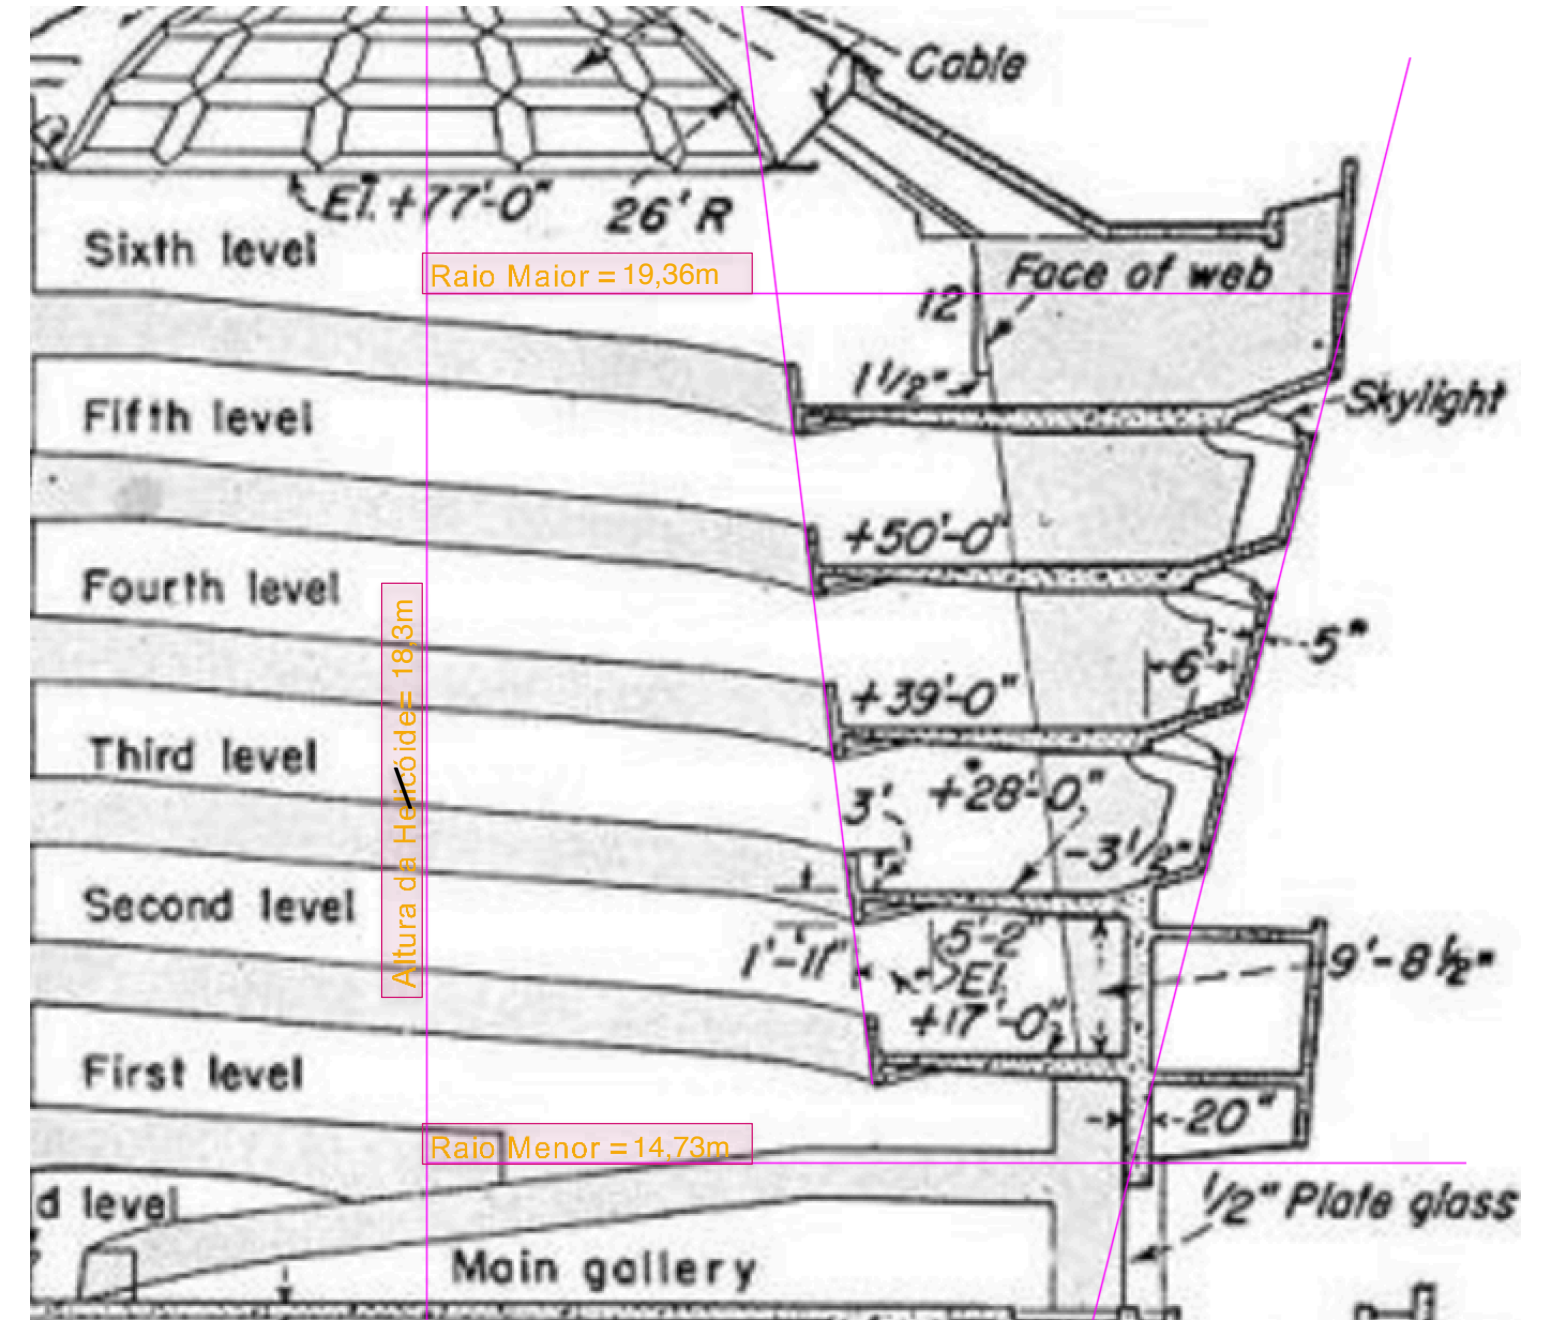 Cable
El. +77'-0"
26' R
Sixth level
Raio Maior = 19,36m
Face of web
12
1 1/2"
Skylight
Fifth level
+50'-0"
Fourth level
5"
6'
+39'-0"
Altura da Helicóide= 18,3m
Third level
+28'-0"
3'
3 1/2"
Second level
5'-2"
1'-11"
El.
+17'-0"
9'-8 1/2"
First level
20"
Raio Menor =14,73m
d level
1/2" Plate glass
Main gallery